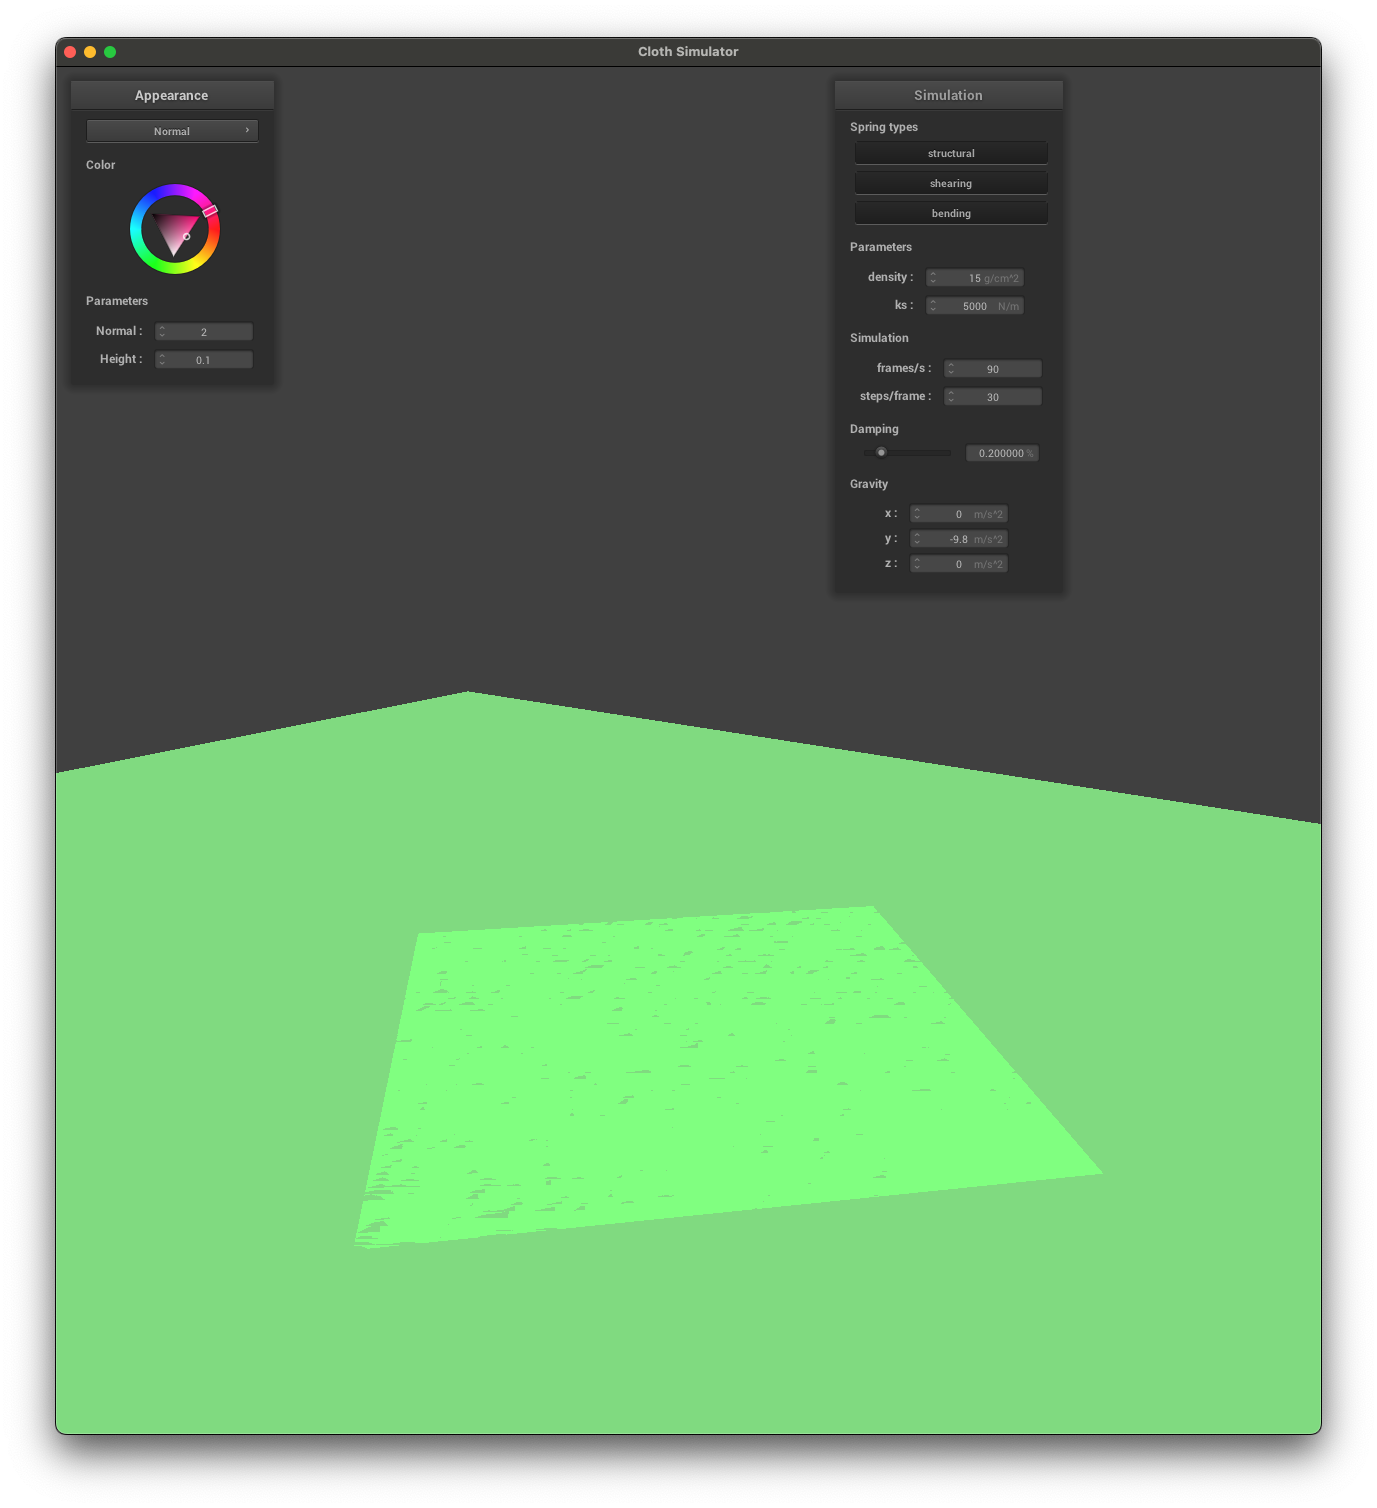 Cloth Simulator
Appearance
Normal
Color
Parameters
Normal : 2
Height : 0.1
Simulation
Spring types
structural
shearing
bending
Parameters
density : 15 g/cm^2
ks : 5000 N/m
Simulation
frames/s : 90
steps/frame : 30
Damping
0.200000 %
Gravity
x : 0 m/s^2
y : -9.8 m/s^2
z : 0 m/s^2